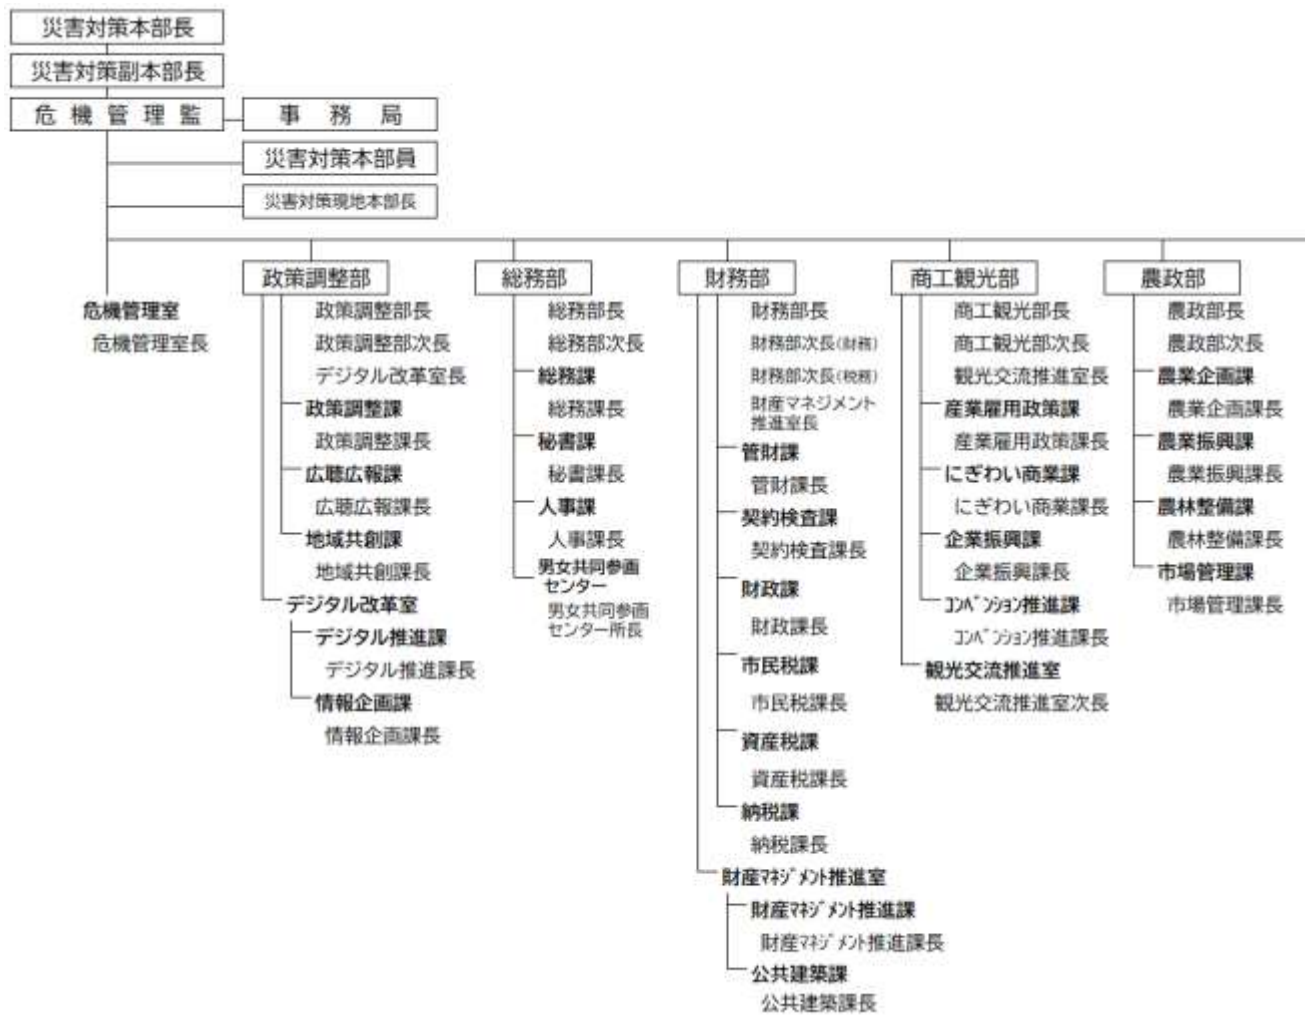 災害対策本部長
災害対策副本部長
危機管理監
事務局
災害対策本部員
災害対策現地本部長
危機管理室
危機管理室長
政策調整部
政策調整部長
政策調整部次長
デジタル改革室長
政策調整課
政策調整課長
広聴広報課
広聴広報課長
地域共創課
地域共創課長
デジタル改革室
デジタル推進課
デジタル推進課長
情報企画課
情報企画課長
総務部
総務部長
総務部次長
総務課
総務課長
秘書課
秘書課長
人事課
人事課長
男女共同参画
センター
男女共同参画
センター所長
財務部
財務部長
財務部次長(財務)
財務部次長(税務)
財産マネジメント
推進室長
管財課
管財課長
契約検査課
契約検査課長
財政課
財政課長
市民税課
市民税課長
資産税課
資産税課長
納税課
納税課長
財産ﾏﾈｼﾞﾒﾝﾄ推進室
財産ﾏﾈｼﾞﾒﾝﾄ推進課
財産ﾏﾈｼﾞﾒﾝﾄ推進課長
公共建築課
公共建築課長
商工観光部
商工観光部長
商工観光部次長
観光交流推進室長
産業雇用政策課
産業雇用政策課長
にぎわい商業課
にぎわい商業課長
企業振興課
企業振興課長
ｺﾝﾍﾞﾝｼｮﾝ推進課
ｺﾝﾍﾞﾝｼｮﾝ推進課長
観光交流推進室
観光交流推進室次長
農政部
農政部長
農政部次長
農業企画課
農業企画課長
農業振興課
農業振興課長
農林整備課
農林整備課長
市場管理課
市場管理課長